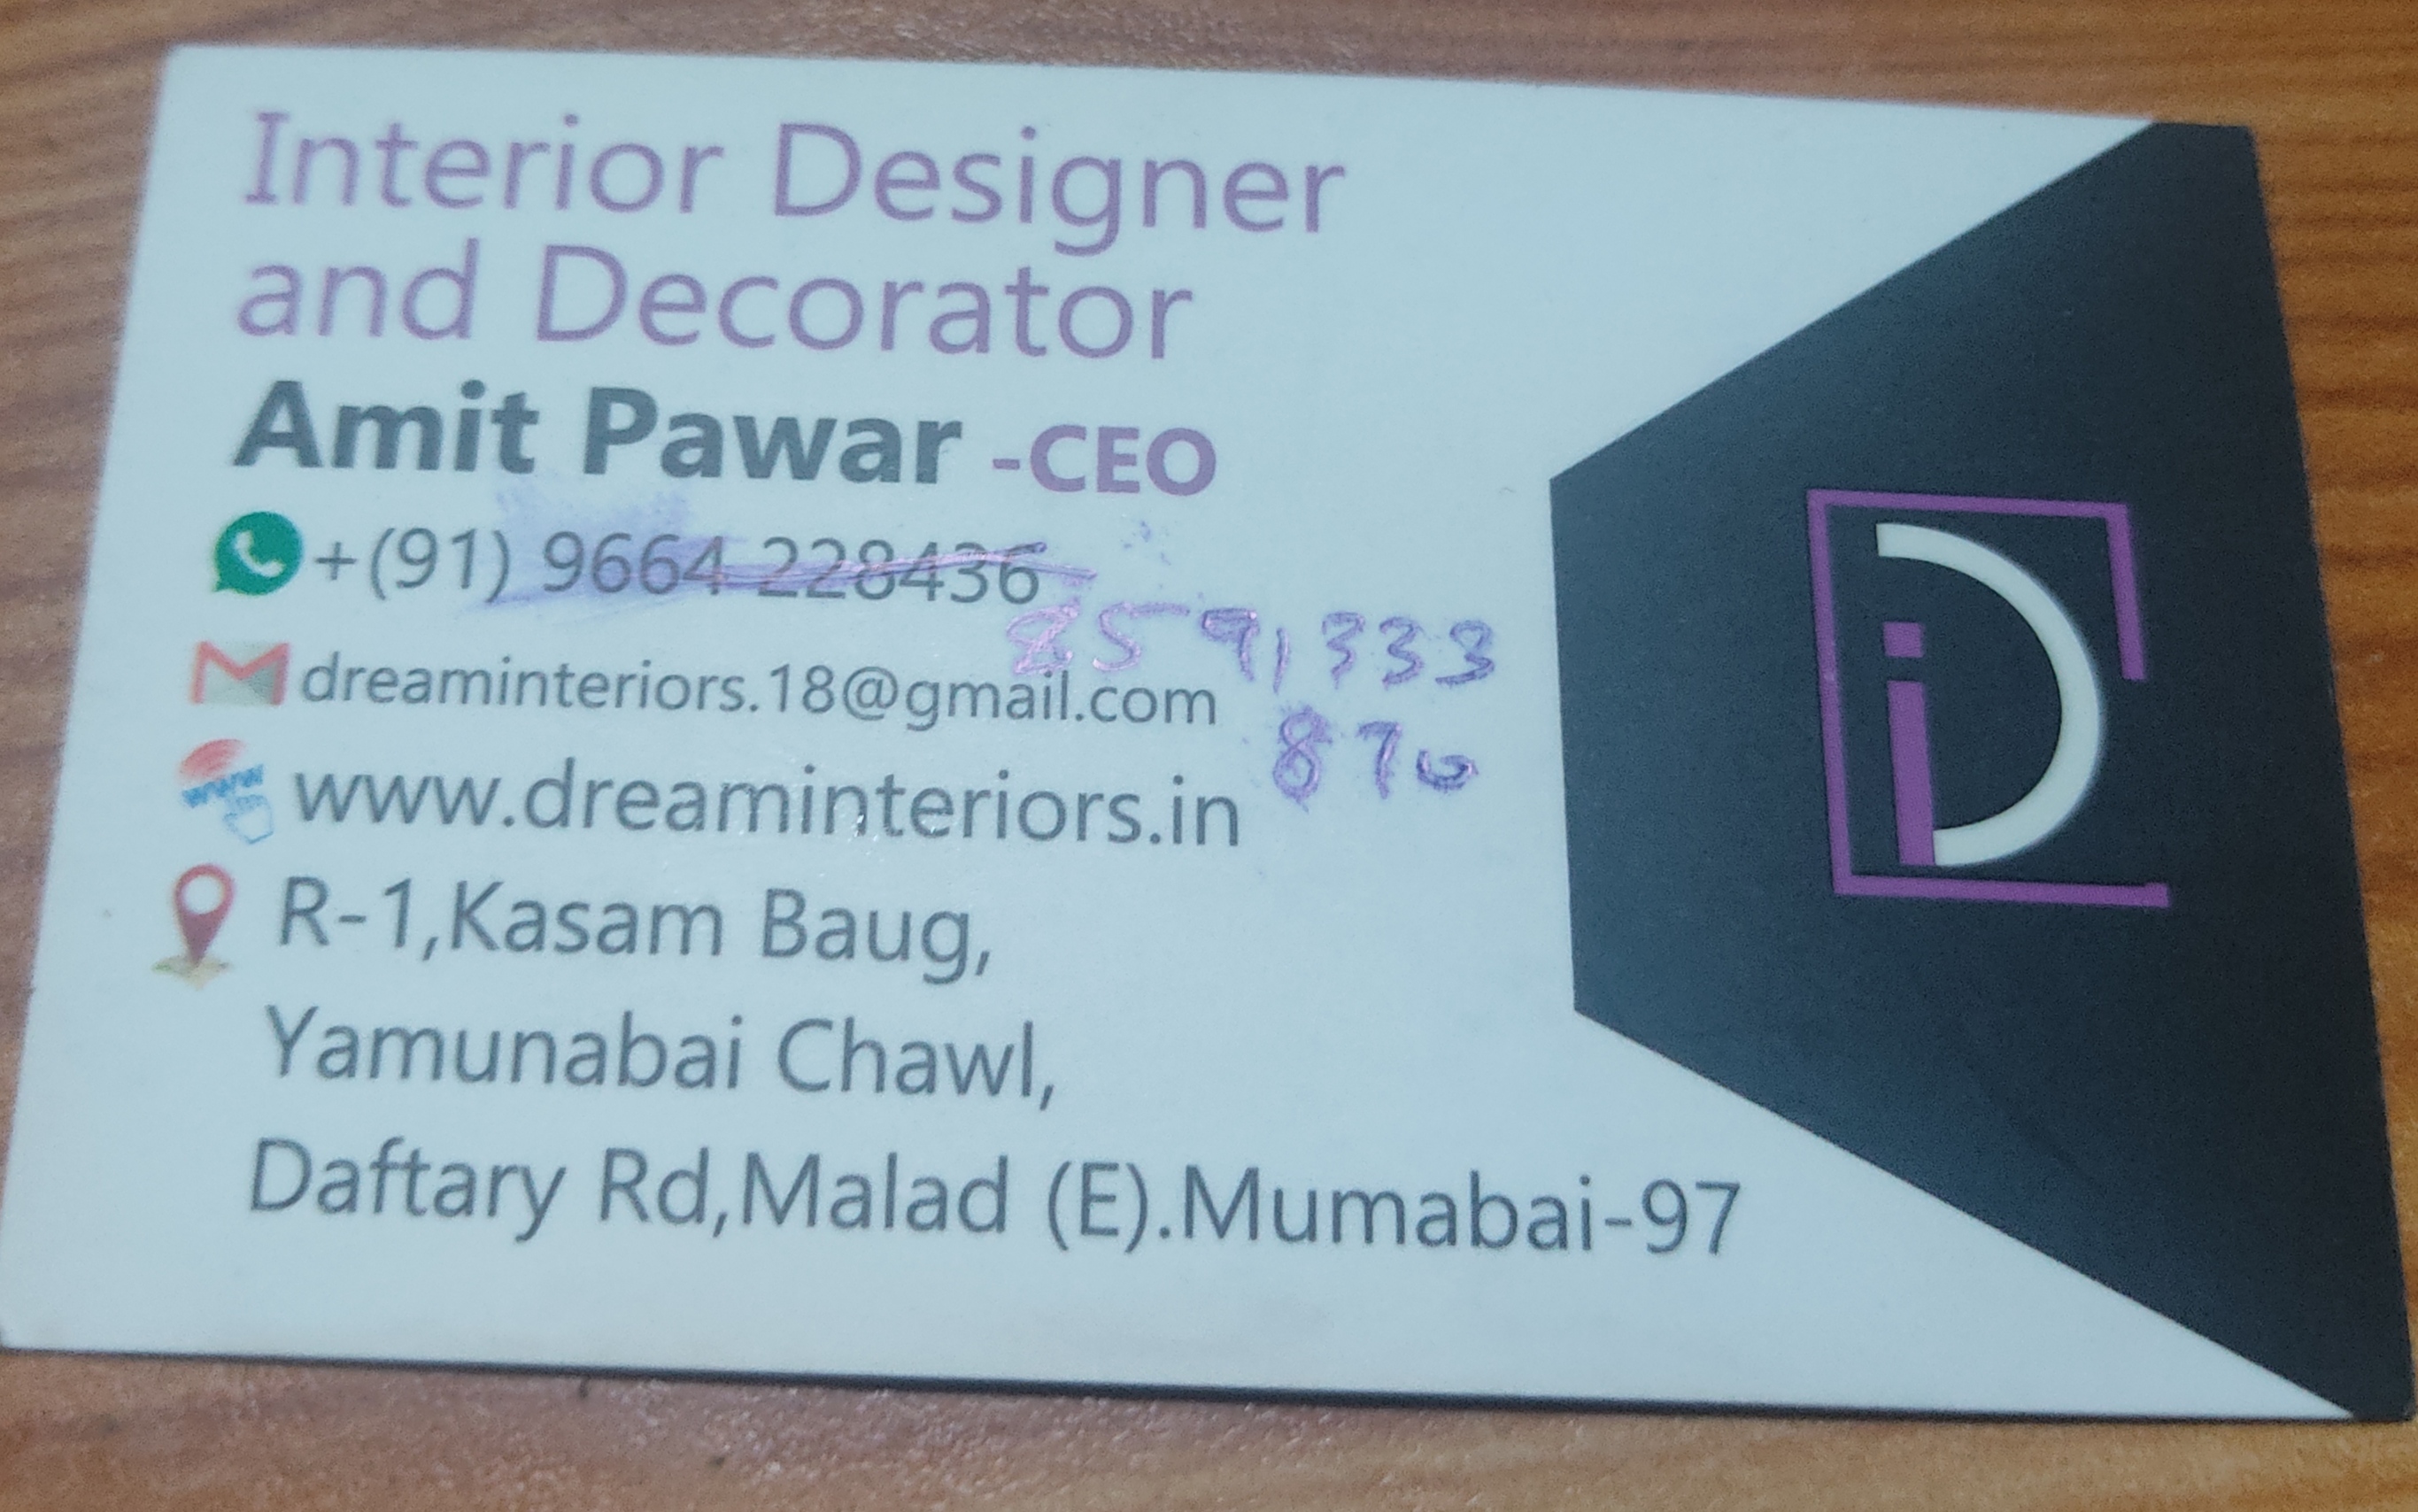 Interior Designer
and Decorator
Amit Pawar -CEO
+(91) 9664 228436
8591333
dreaminteriors.18@gmail.com
870
www
www.dreaminteriors.in
R-1,Kasam Baug,
Yamunabai Chawl,
Daftary Rd,Malad (E).Mumabai-97
iD